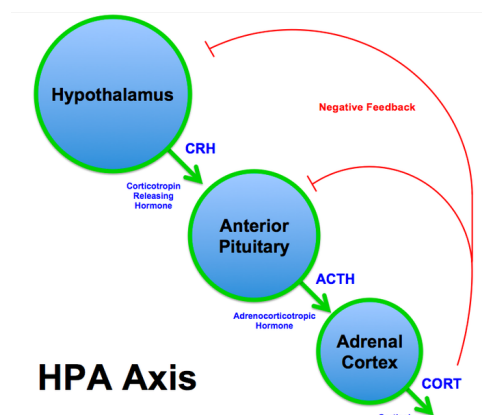 Hypothalamus
Negative Feedback
CRH
Corticotropin
Releasing
Hormone
Anterior
Pituitary
ACTH
Adrenocorticotropic
Hormone
Adrenal
Cortex
CORT
HPA Axis